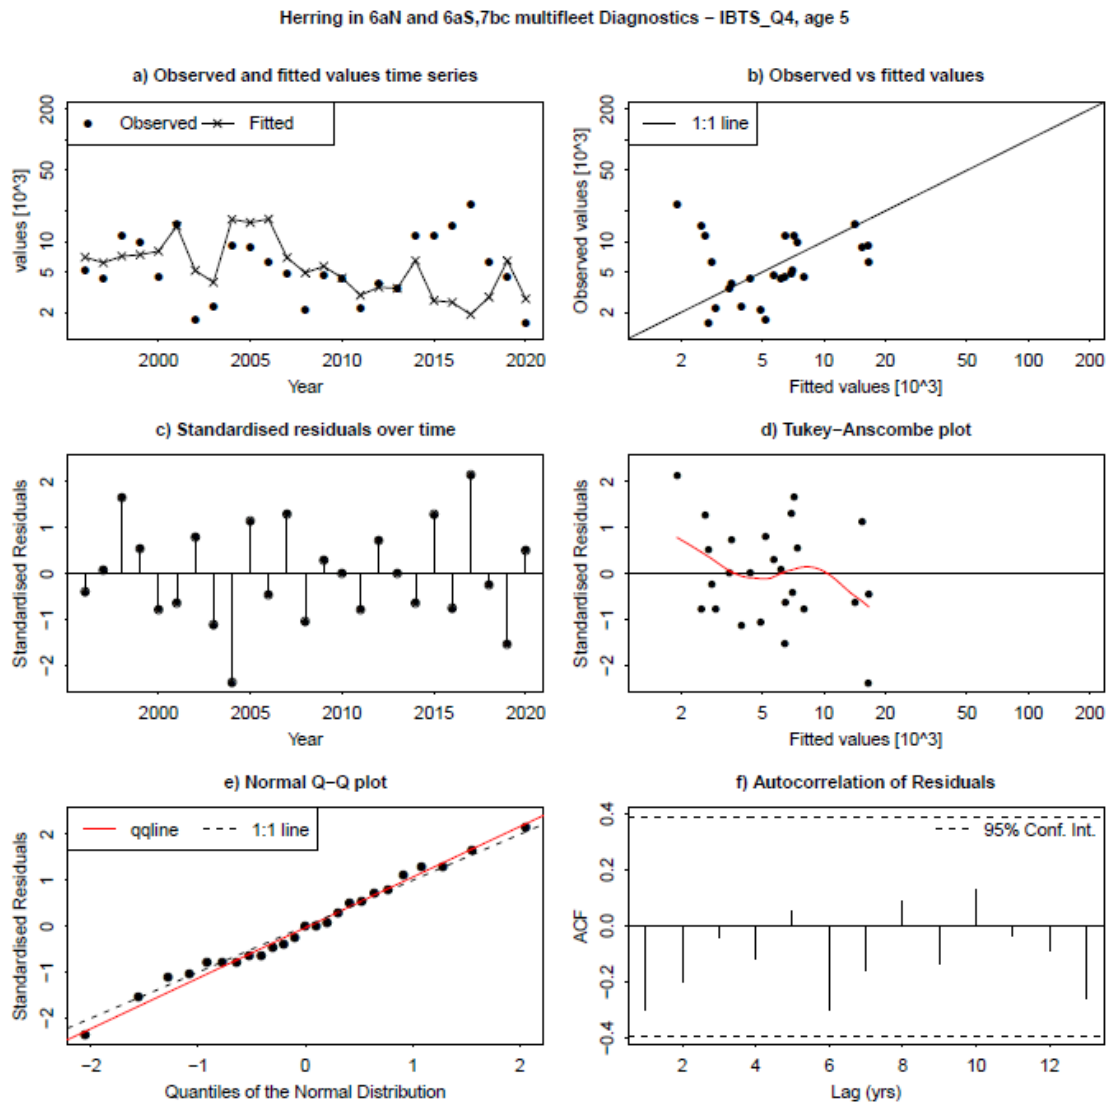 Herring in 6aN and 6aS,7bc multifleet Diagnostics − IBTS_Q4, age 5
a) Observed and fitted values time series
200
50
10
5
2
values [10^3]
Observed
Fitted
2000 2005 2010 2015 2020
Year
b) Observed vs fitted values
200
50
10
5
2
Observed values [10^3]
1:1 line
2 5 10 20 50 100 200
Fitted values [10^3]
c) Standardised residuals over time
2
1
0
−1
−2
Standardised Residuals
2000 2005 2010 2015 2020
Year
d) Tukey−Anscombe plot
2
1
0
−1
−2
Standardised Residuals
2 5 10 20 50 100 200
Fitted values [10^3]
e) Normal Q−Q plot
2
1
0
−1
−2
Standardised Residuals
qqline
1:1 line
−2 −1 0 1 2
Quantiles of the Normal Distribution
f) Autocorrelation of Residuals
0.4
0.2
0.0
−0.2
−0.4
ACF
95% Conf. Int.
2 4 6 8 10 12
Lag (yrs)